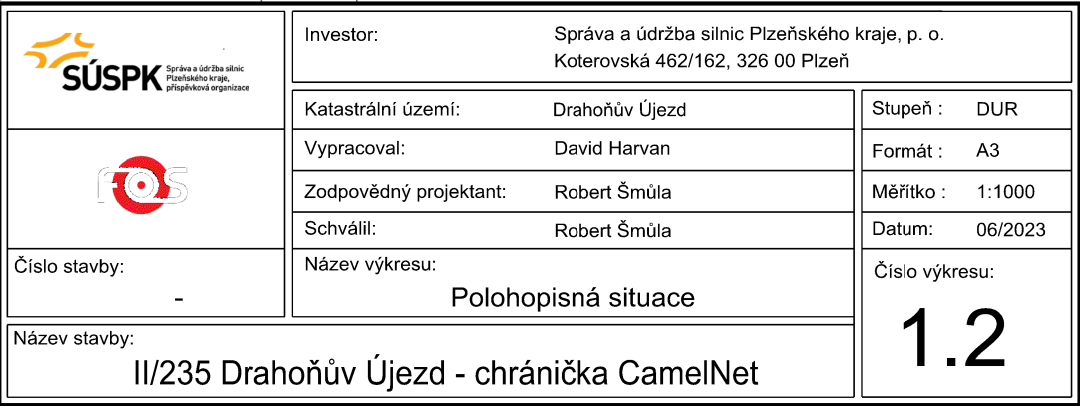 SÚSPK
Správa a údržba silnic
Plzeňského kraje,
příspěvková organizace
Investor:
Správa a údržba silnic Plzeňského kraje, p. o.
Koterovská 462/162, 326 00 Plzeň
FOS
Katastrální území: Drahoňův Újezd
Vypracoval: David Harvan
Zodpovědný projektant: Robert Šmůla
Schválil: Robert Šmůla
Stupeň : DUR
Formát : A3
Měřítko : 1:1000
Datum: 06/2023
Číslo stavby:
-
Název výkresu:
Polohopisná situace
Číslo výkresu:
1.2
Název stavby:
II/235 Drahoňův Újezd - chránička CamelNet